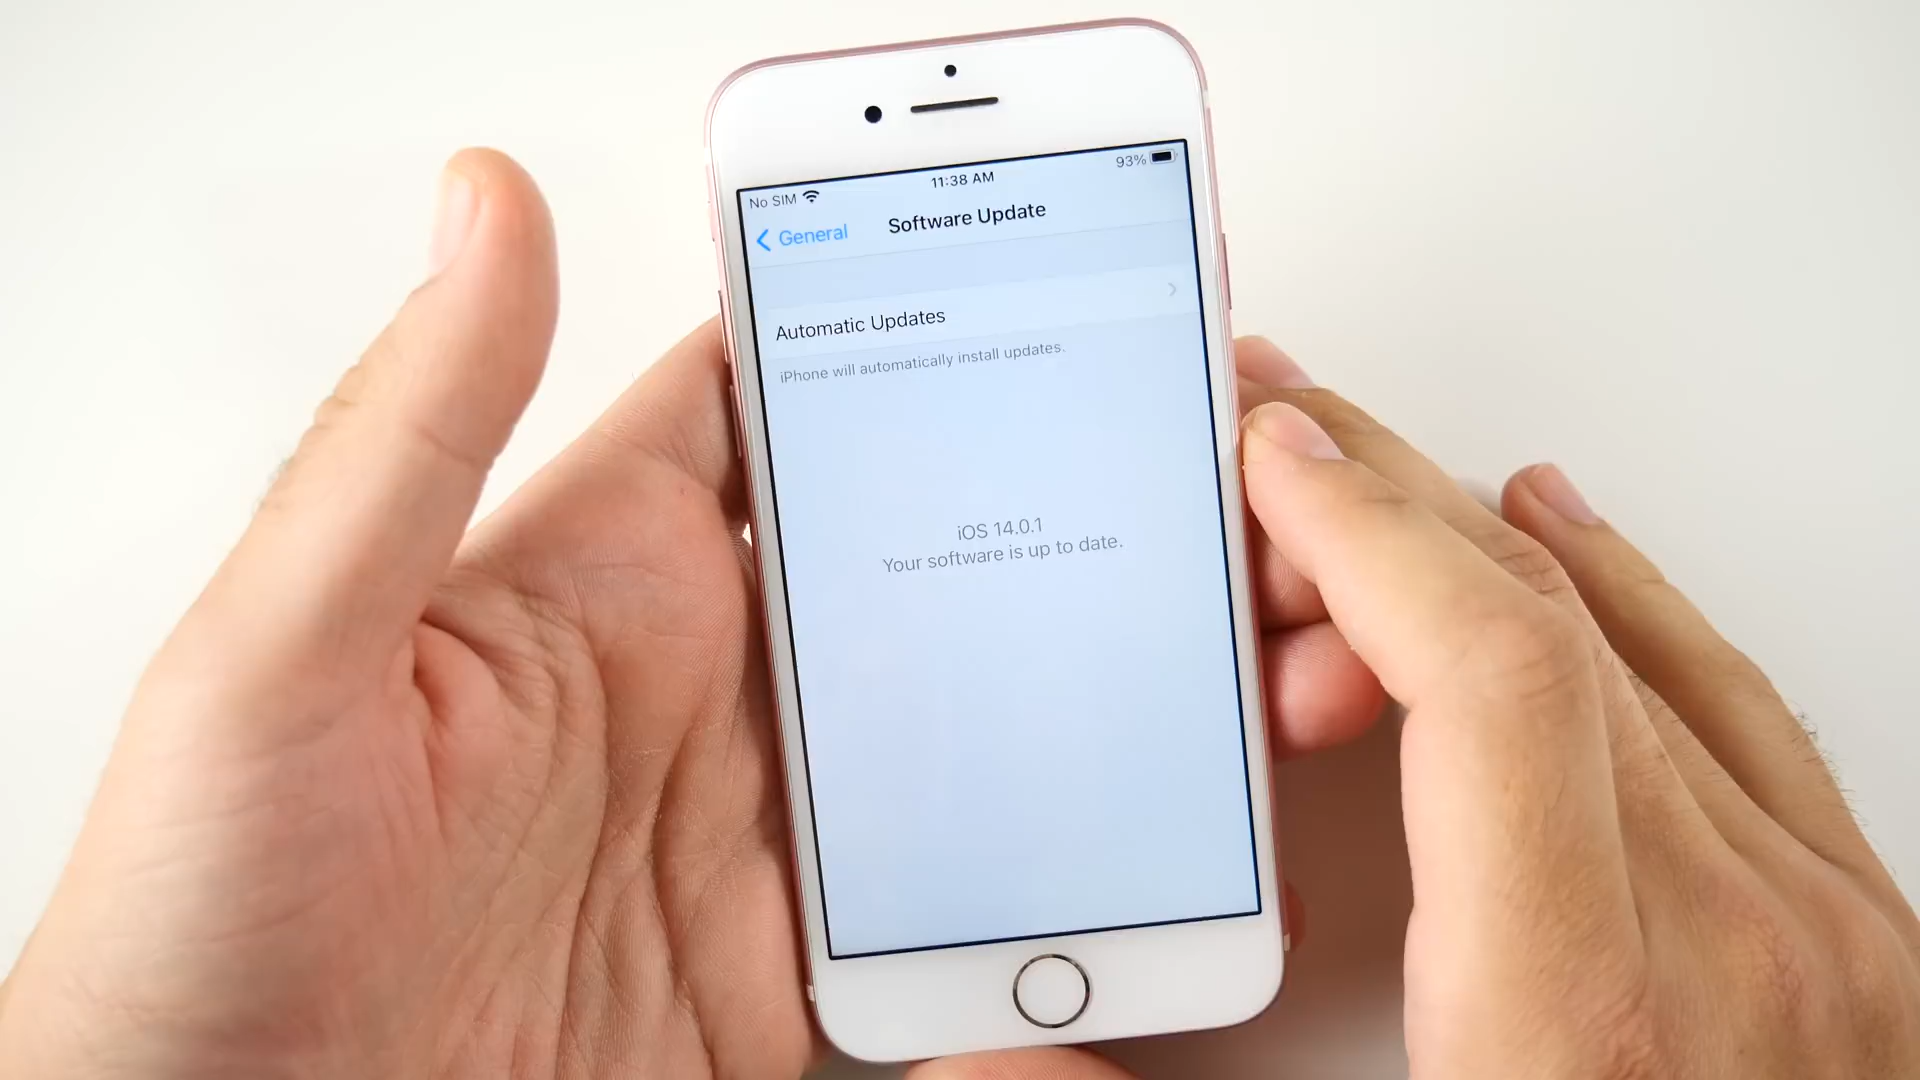 No SIM
11:38 AM
93%
General
Software Update
Automatic Updates
iPhone will automatically install updates.
iOS 14.0.1
Your software is up to date.